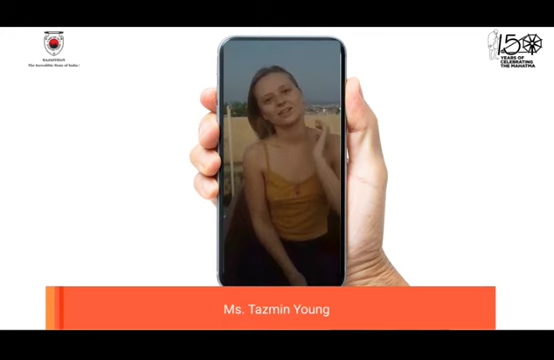 RAJASTHAN
The Incredible State of India!
150
YEARS OF
CELEBRATING
THE MAHATMA
Ms. Tazmin Young